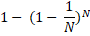 1 − (1 − 1/N)^N